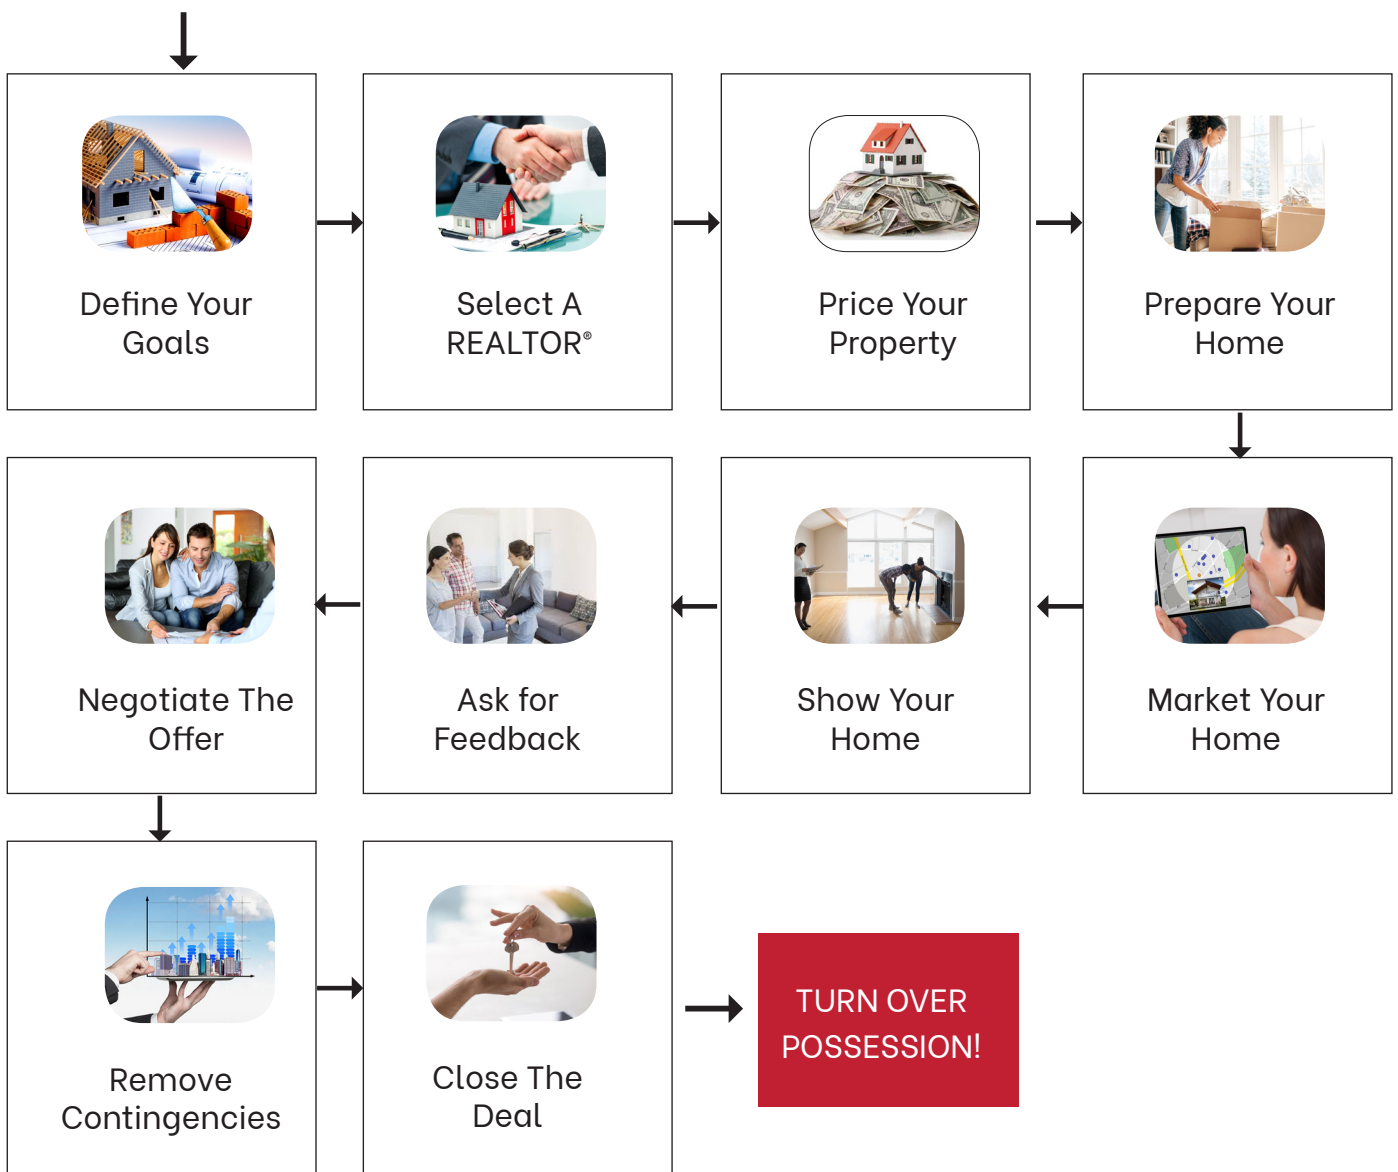 Define Your
Goals
Select A
REALTOR®
Price Your
Property
Prepare Your
Home
Market Your
Home
Show Your
Home
Ask for
Feedback
Negotiate The
Offer
Remove
Contingencies
Close The
Deal
TURN OVER
POSSESSION!